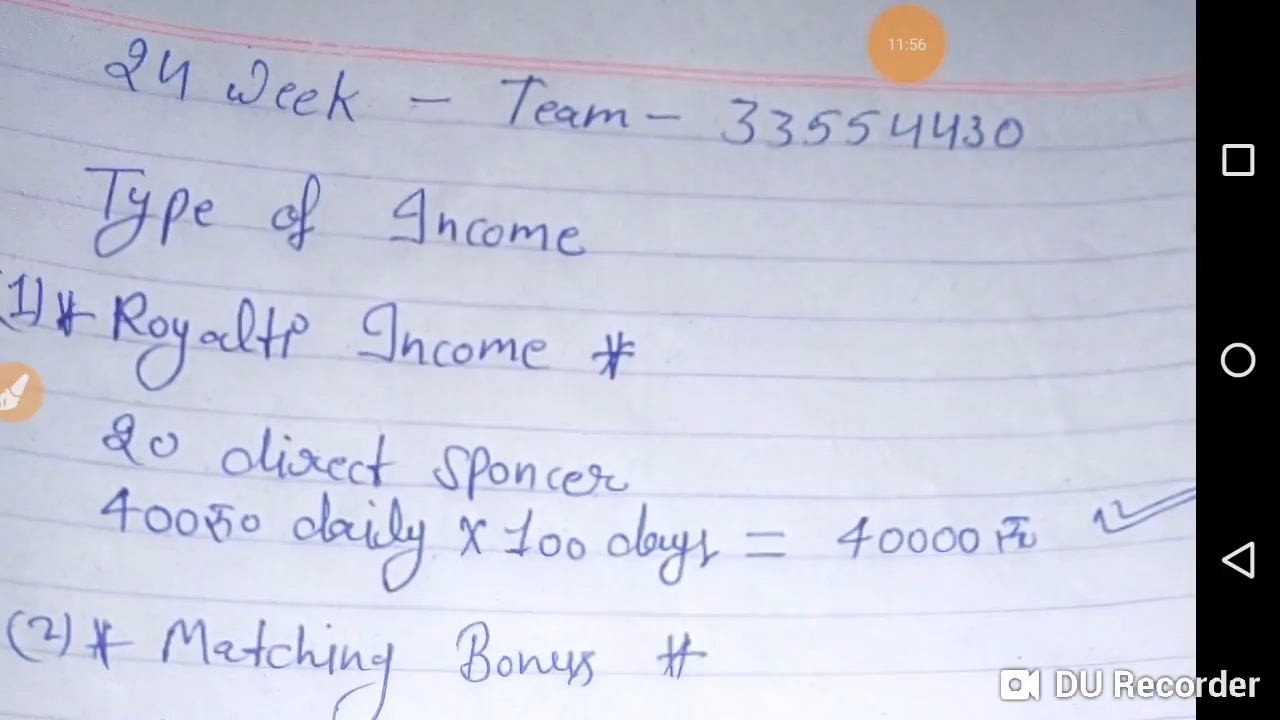 11:56
24 Week - Team - 33554430
Type of Income
(1) * Royalti Income *
20 direct Sponcer
400रु0 daily x 100 days = 40000 रु
(2) * Matching Bonus #
DU Recorder